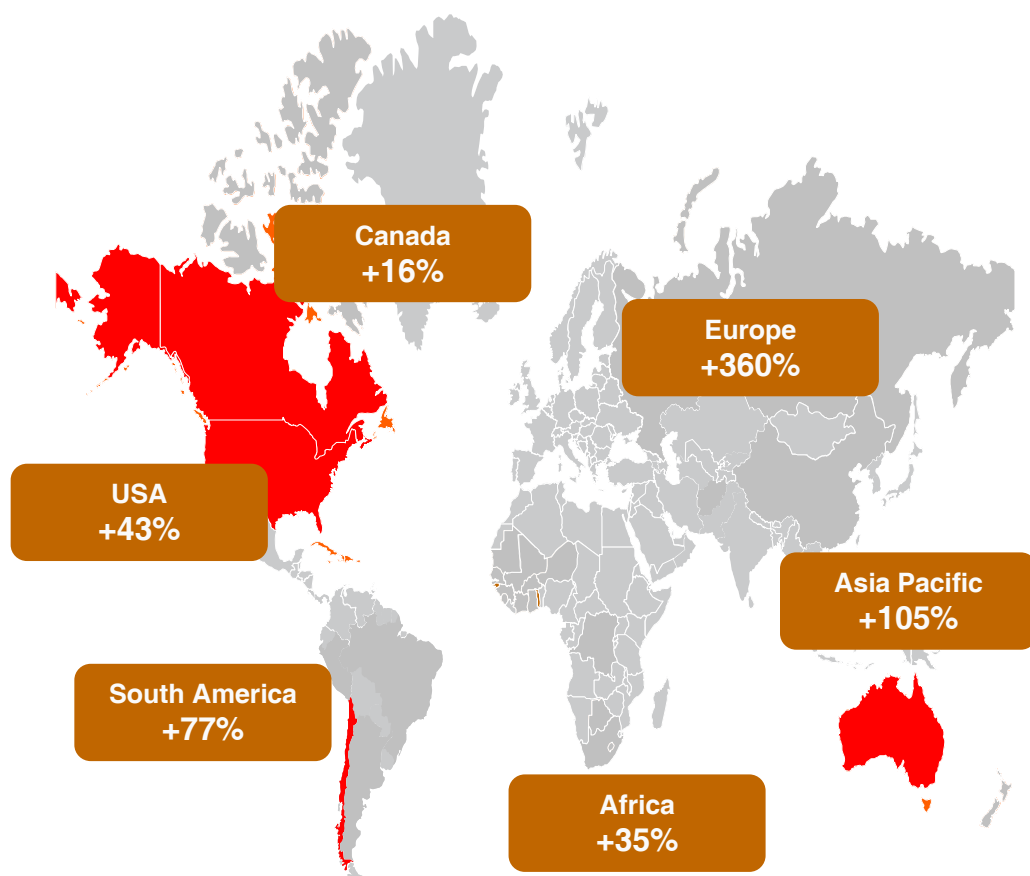 Canada
+16%
Europe
+360%
USA
+43%
Asia Pacific
+105%
South America
+77%
Africa
+35%